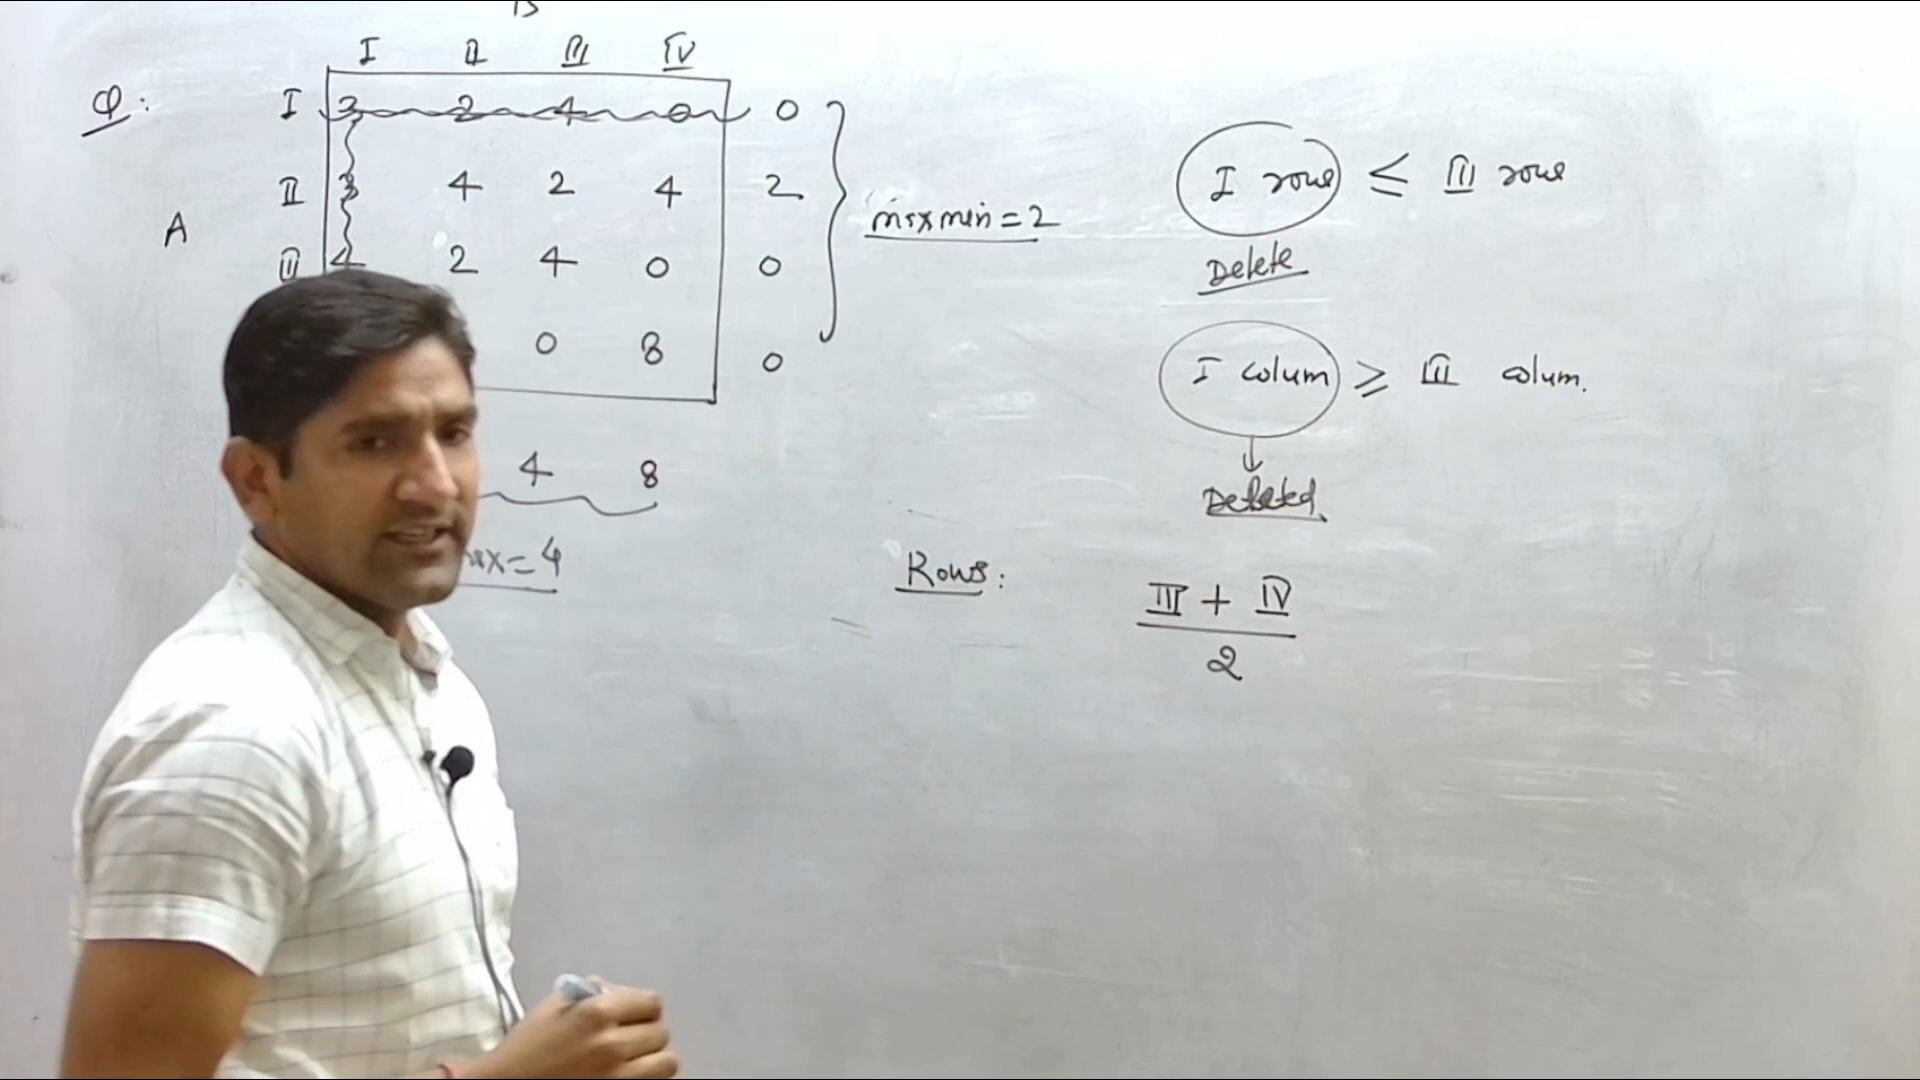 B
I II III IV
Q: I 3 2 4 0 0
II 3 4 2 4 2
A
maxmin = 2
III 4 2 4 0 0
0 8 0
4 8
max = 4
I rows ≤ III rows
Delete
I colum ≥ III colum.
Deleted
Rows: III + IV
2